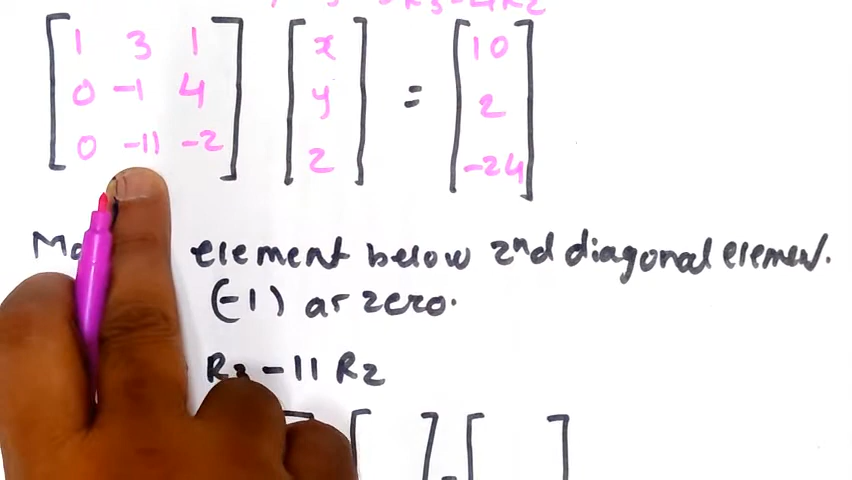 1 3 1 x 10
0 -1 4 y = 2
0 -11 -2 z -24
element below 2nd diagonal element.
(-1) as zero.
R3 - 11 R2
=